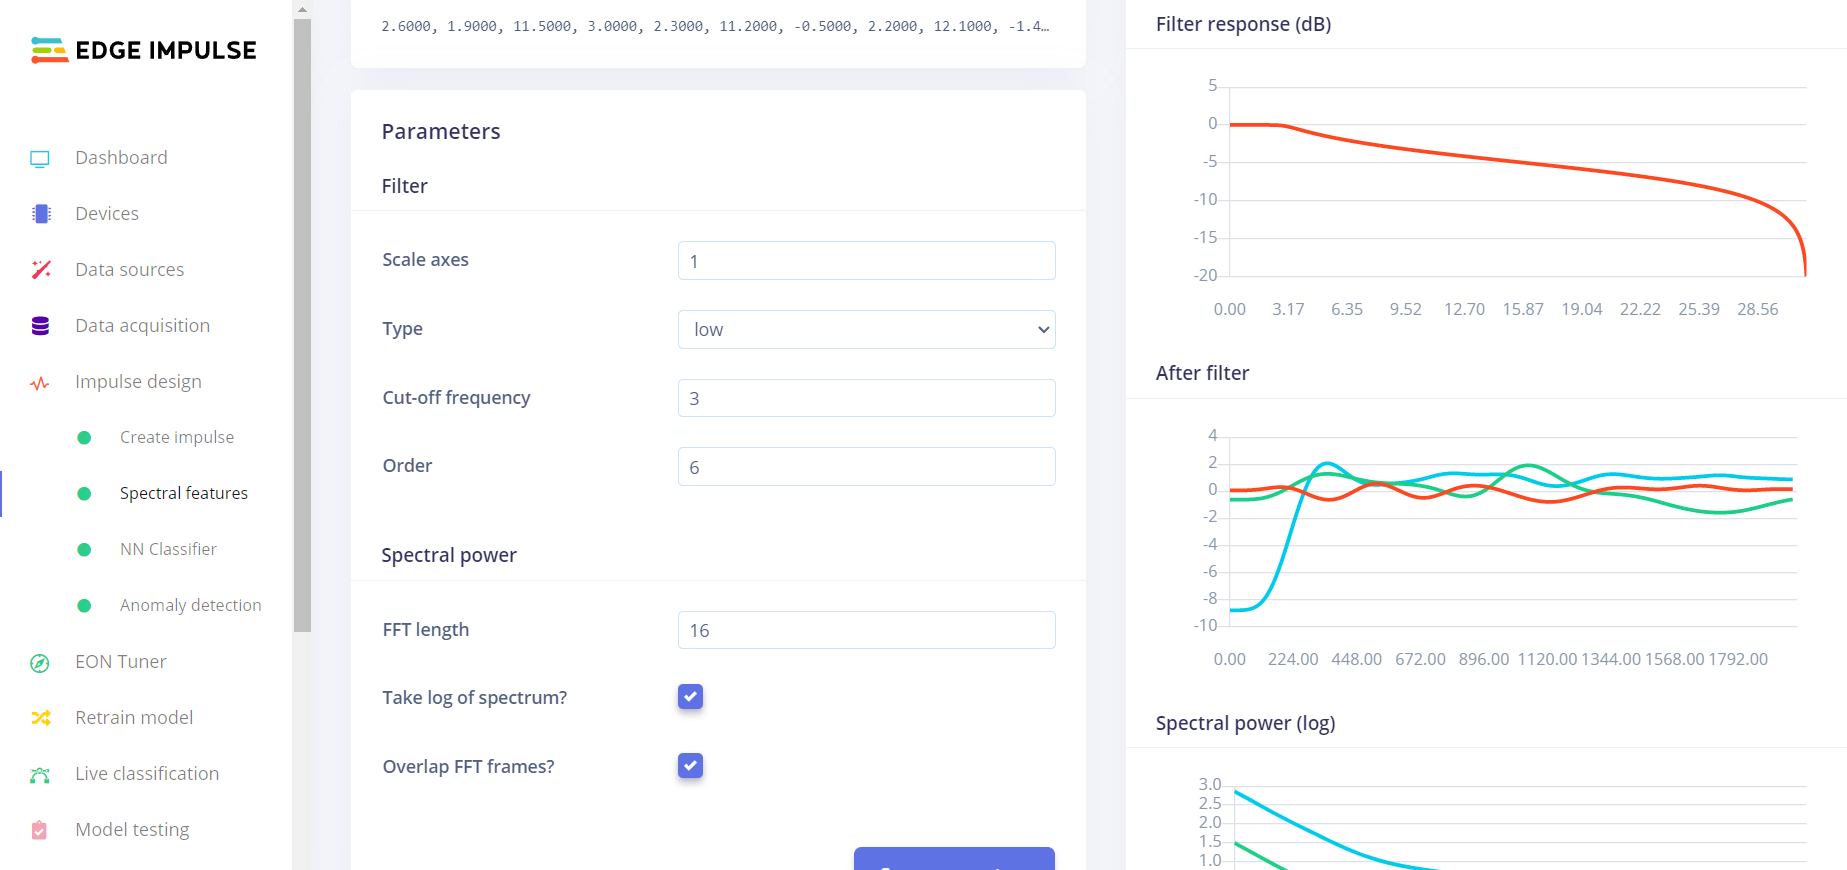 EDGE IMPULSE
Dashboard
Devices
Data sources
Data acquisition
Impulse design
Create impulse
Spectral features
NN Classifier
Anomaly detection
EON Tuner
Retrain model
Live classification
Model testing
2.6000, 1.9000, 11.5000, 3.0000, 2.3000, 11.2000, -0.5000, 2.2000, 12.1000, -1.4…
Parameters
Filter
Scale axes
1
Type
low
Cut-off frequency
3
Order
6
Spectral power
FFT length
16
Take log of spectrum?
Overlap FFT frames?
Filter response (dB)
5
0
-5
-10
-15
-20
0.00 3.17 6.35 9.52 12.70 15.87 19.04 22.22 25.39 28.56
After filter
4
2
0
-2
-4
-6
-8
-10
0.00 224.00 448.00 672.00 896.00 1120.00 1344.00 1568.00 1792.00
Spectral power (log)
3.0
2.5
2.0
1.5
1.0